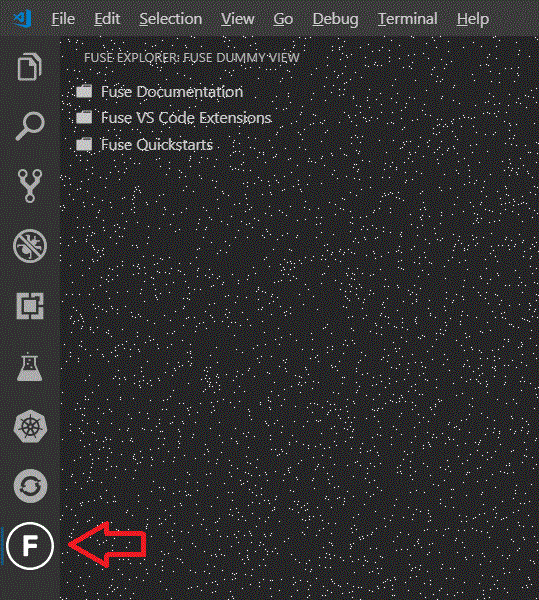 File Edit Selection View Go Debug Terminal Help
FUSE EXPLORER: FUSE DUMMY VIEW
Fuse Documentation
Fuse VS Code Extensions
Fuse Quickstarts
F